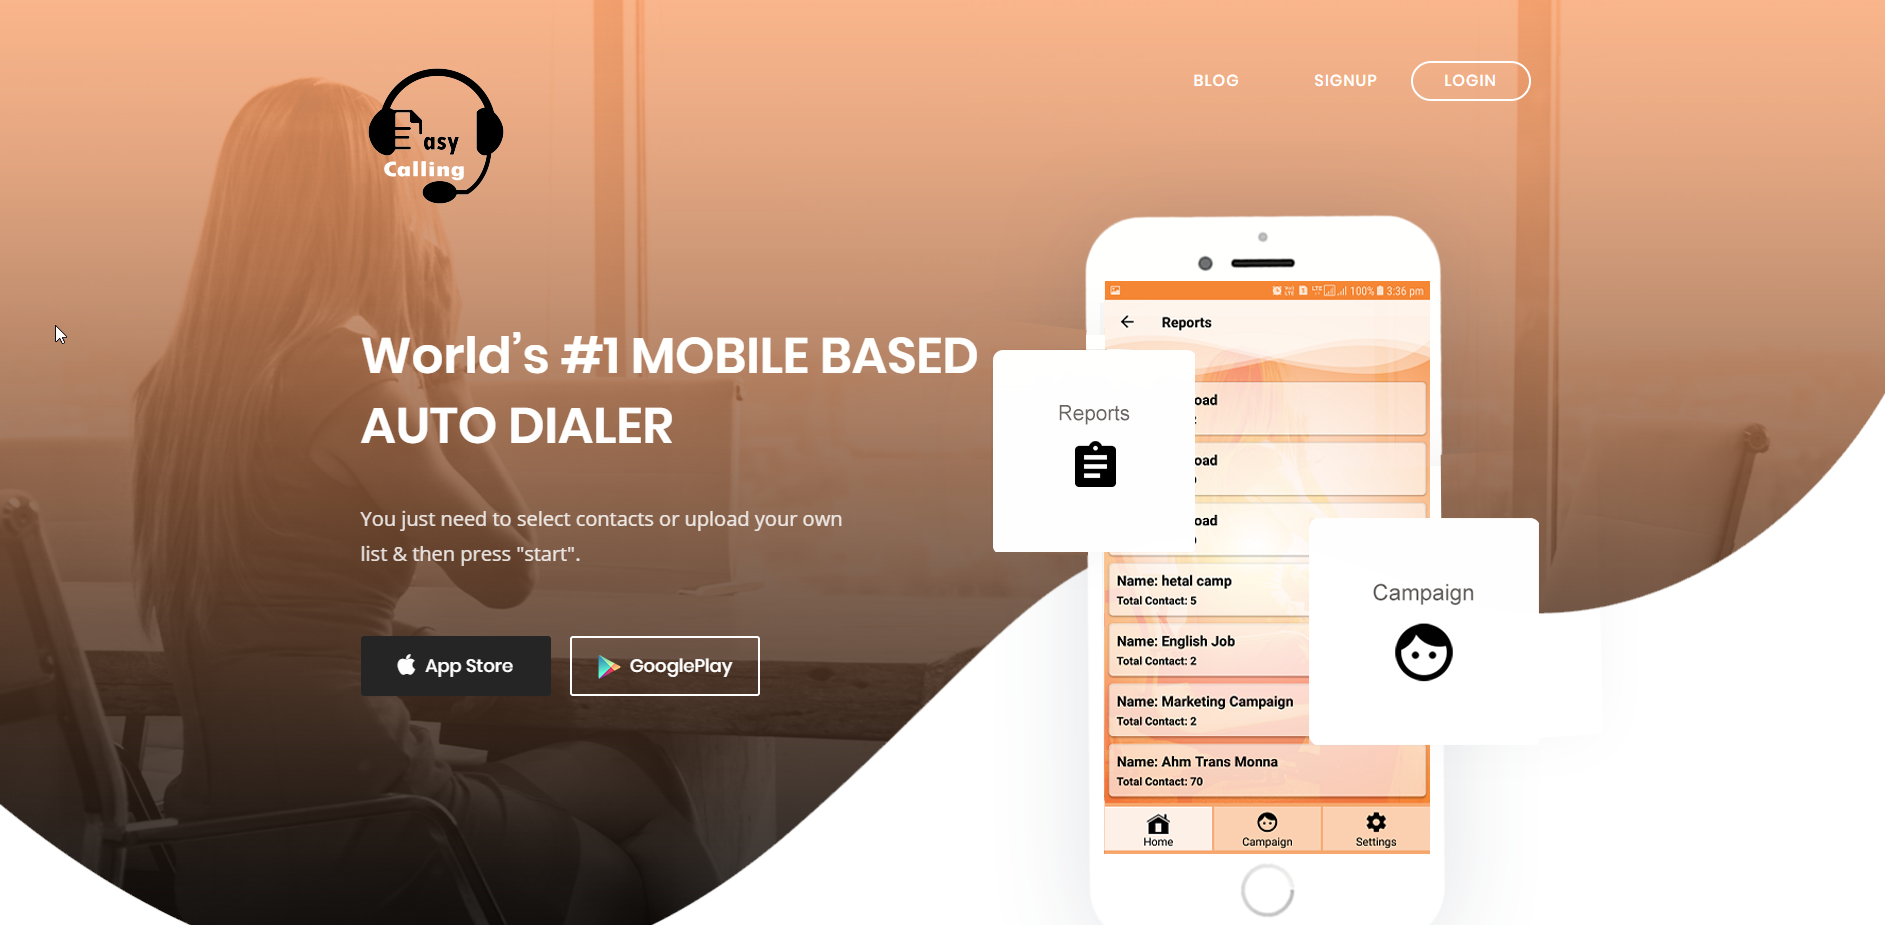 BLOG
SIGNUP
LOGIN
Easy
Calling
World's #1 MOBILE BASED
AUTO DIALER
You just need to select contacts or upload your own
list & then press "start".
App Store
GooglePlay
100% 3:36 pm
Reports
Reports
Campaign
Name: hetal camp
Total Contact: 5
Name: English Job
Total Contact: 2
Name: Marketing Campaign
Total Contact: 2
Name: Ahm Trans Monna
Total Contact: 70
Home
Campaign
Settings